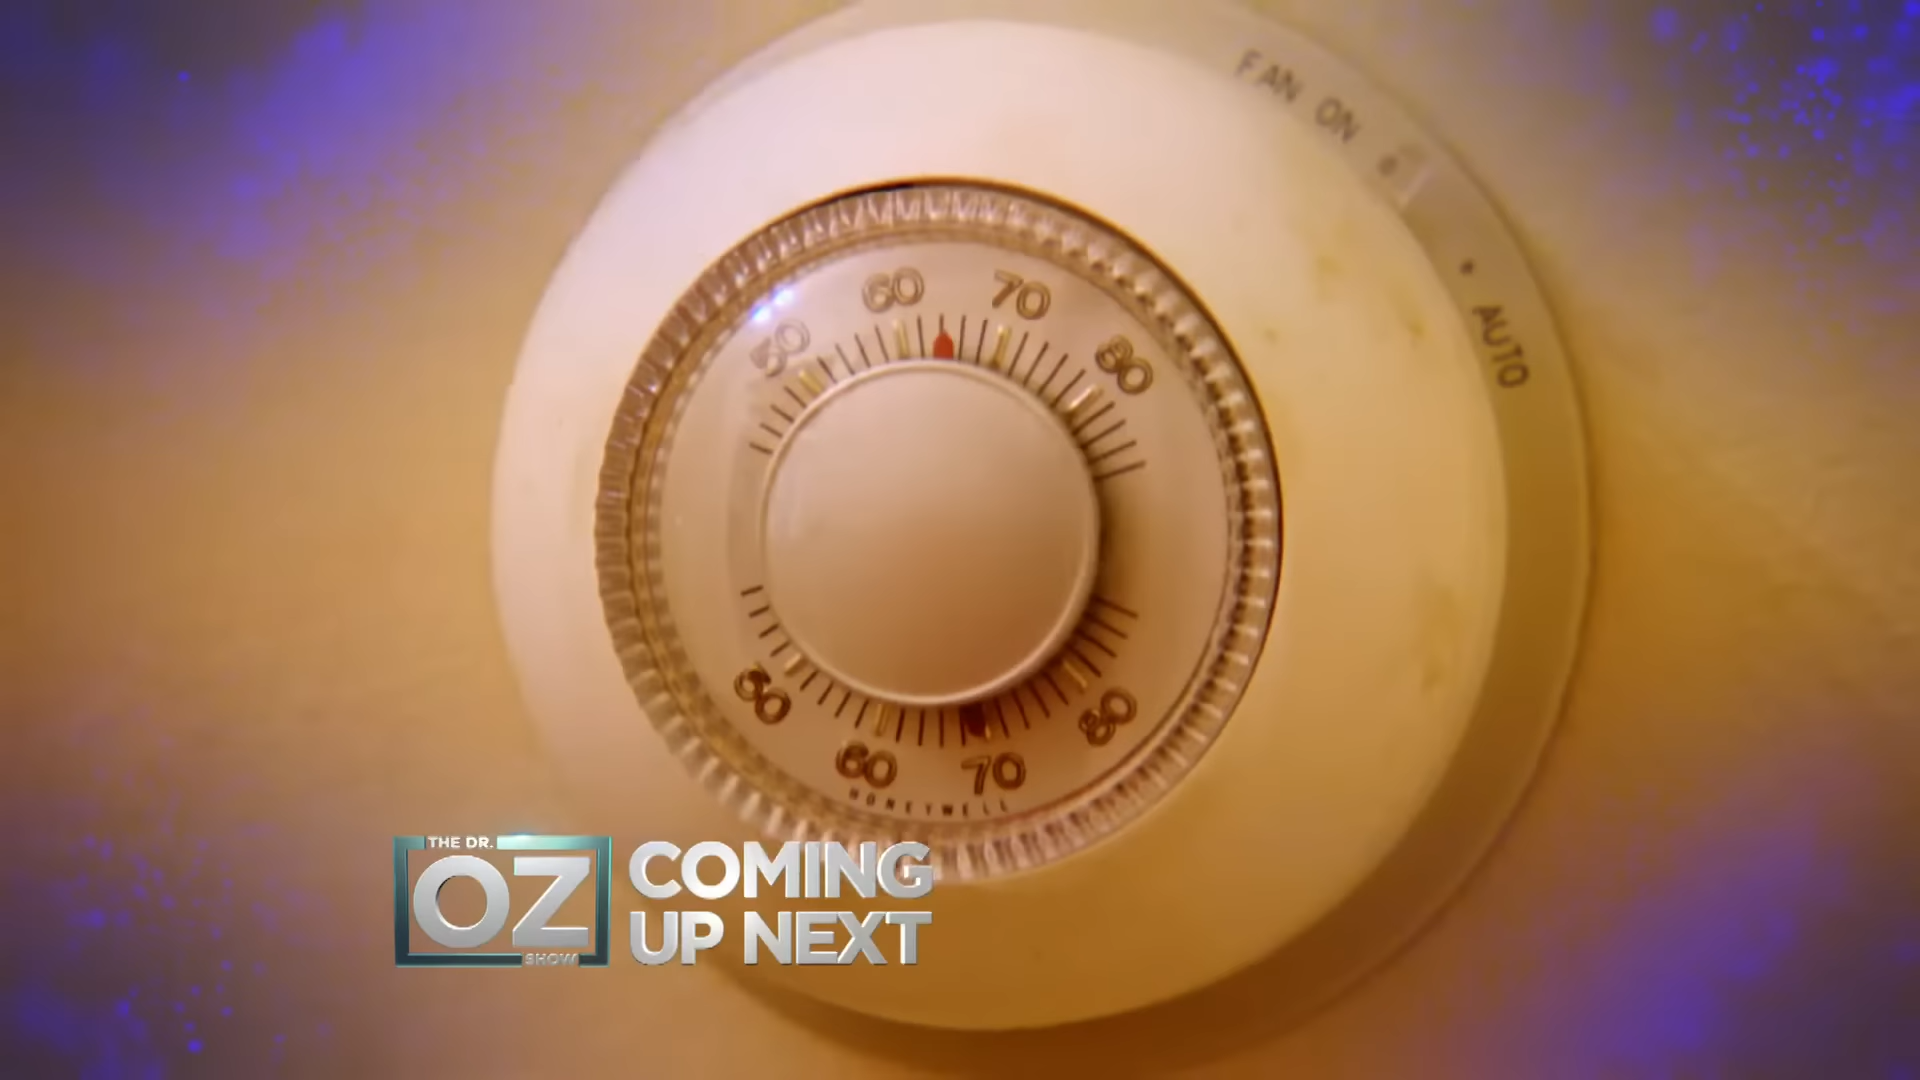 FAN ON
AUTO
60 70
50 80
50 80
60 70
HONEYWELL
THE DR.
OZ
SHOW
COMING
UP NEXT